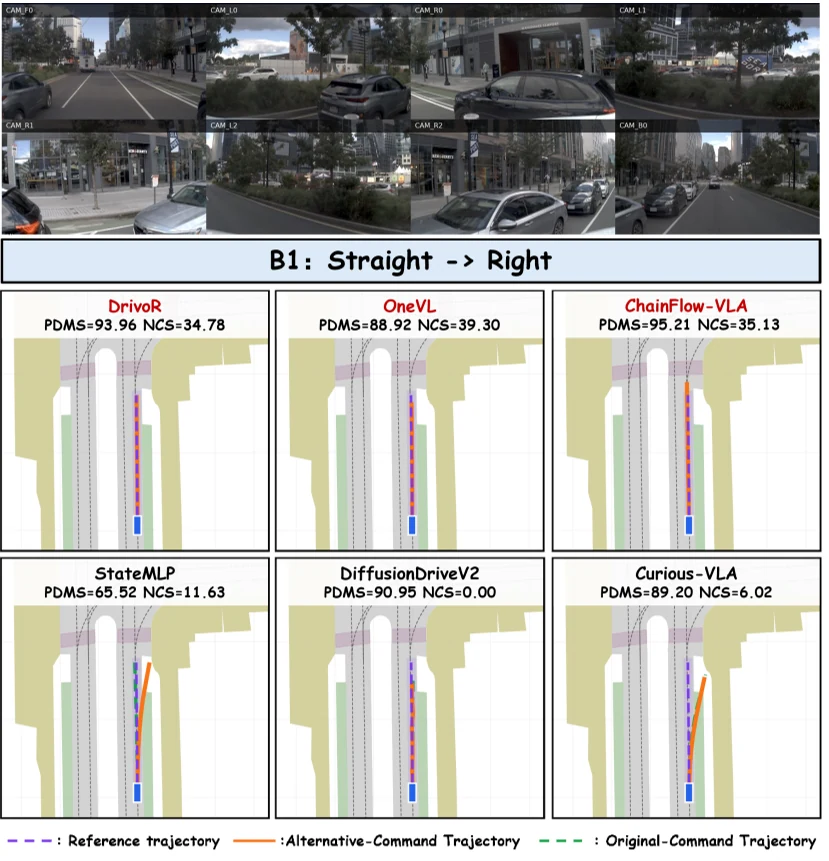 CAM_F0 CAM_L0 CAM_R0 CAM_L1
CAM_R1 CAM_L2 CAM_R2 CAM_B0
B1: Straight -> Right
DrivoR
PDMS=93.96 NCS=34.78
OneVL
PDMS=88.92 NCS=39.30
ChainFlow-VLA
PDMS=95.21 NCS=35.13
StateMLP
PDMS=65.52 NCS=11.63
DiffusionDriveV2
PDMS=90.95 NCS=0.00
Curious-VLA
PDMS=89.20 NCS=6.02
: Reference trajectory :Alternative-Command Trajectory : Original-Command Trajectory